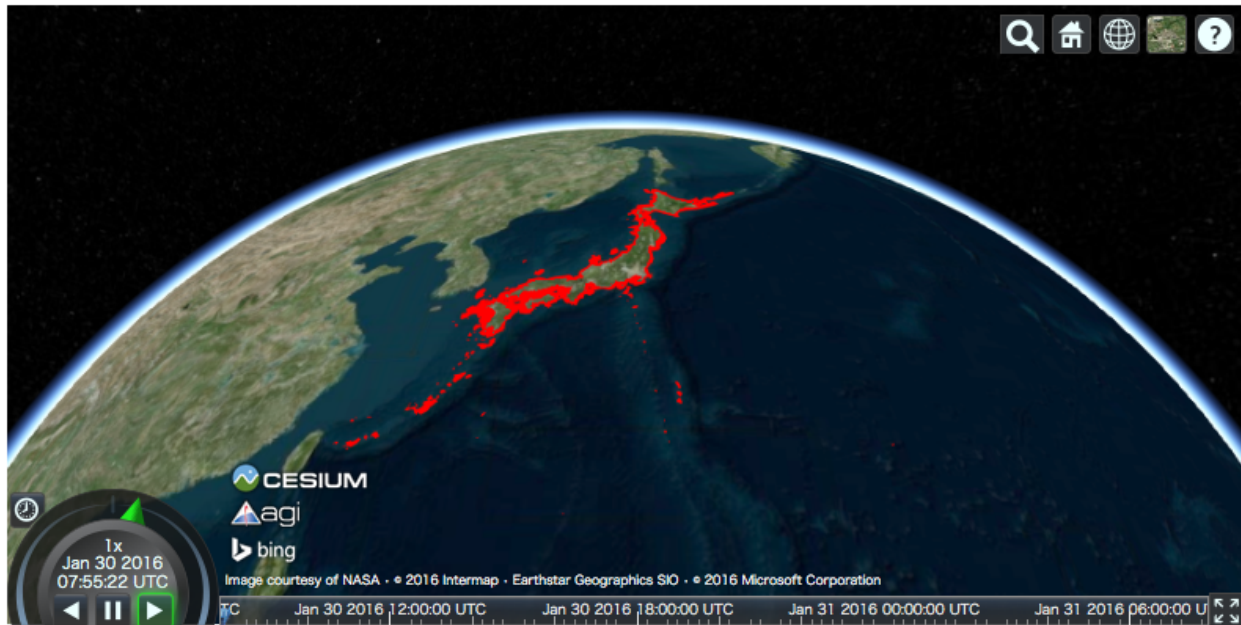 CESIUM
agi
bing
1x
Jan 30 2016
07:55:22 UTC
Image courtesy of NASA · © 2016 Intermap · Earthstar Geographics SIO · © 2016 Microsoft Corporation
TC Jan 30 2016 12:00:00 UTC Jan 30 2016 18:00:00 UTC Jan 31 2016 00:00:00 UTC Jan 31 2016 06:00:00 U
?